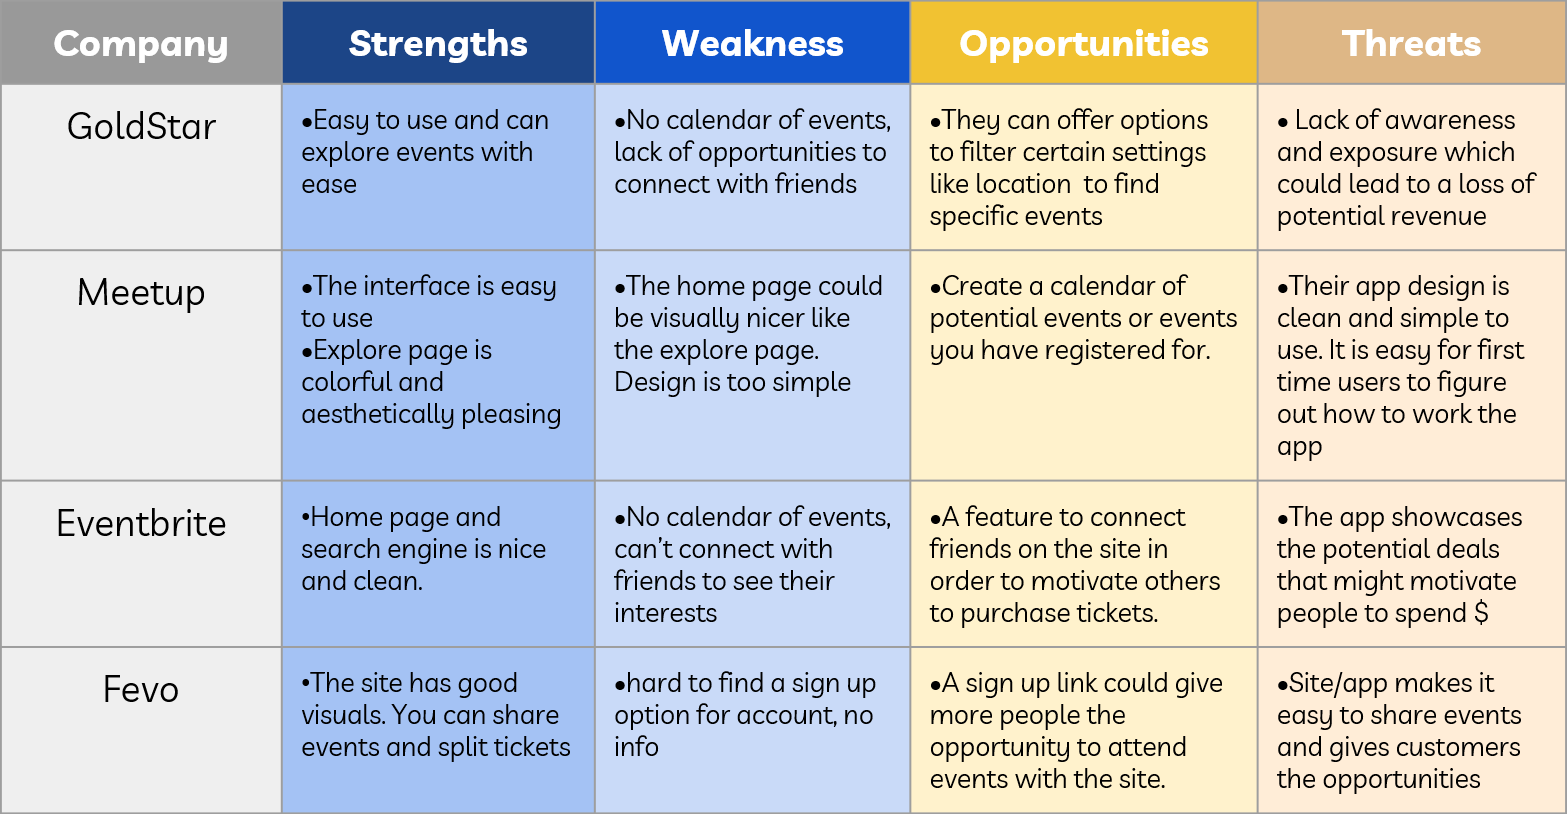 Company
Strengths
Weakness
Opportunities
Threats
GoldStar
•Easy to use and can
explore events with
ease
•No calendar of events,
lack of opportunities to
connect with friends
•They can offer options
to filter certain settings
like location  to find
specific events
• Lack of awareness
and exposure which
could lead to a loss of
potential revenue
Meetup
•The interface is easy
to use
•Explore page is
colorful and
aesthetically pleasing
•The home page could
be visually nicer like
the explore page.
Design is too simple
•Create a calendar of
potential events or events
you have registered for.
•Their app design is
clean and simple to
use. It is easy for first
time users to figure
out how to work the
app
Eventbrite
•Home page and
search engine is nice
and clean.
•No calendar of events,
can’t connect with
friends to see their
interests
•A feature to connect
friends on the site in
order to motivate others
to purchase tickets.
•The app showcases
the potential deals
that might motivate
people to spend $
Fevo
•The site has good
visuals. You can share
events and split tickets
•hard to find a sign up
option for account, no
info
•A sign up link could give
more people the
opportunity to attend
events with the site.
•Site/app makes it
easy to share events
and gives customers
the opportunities